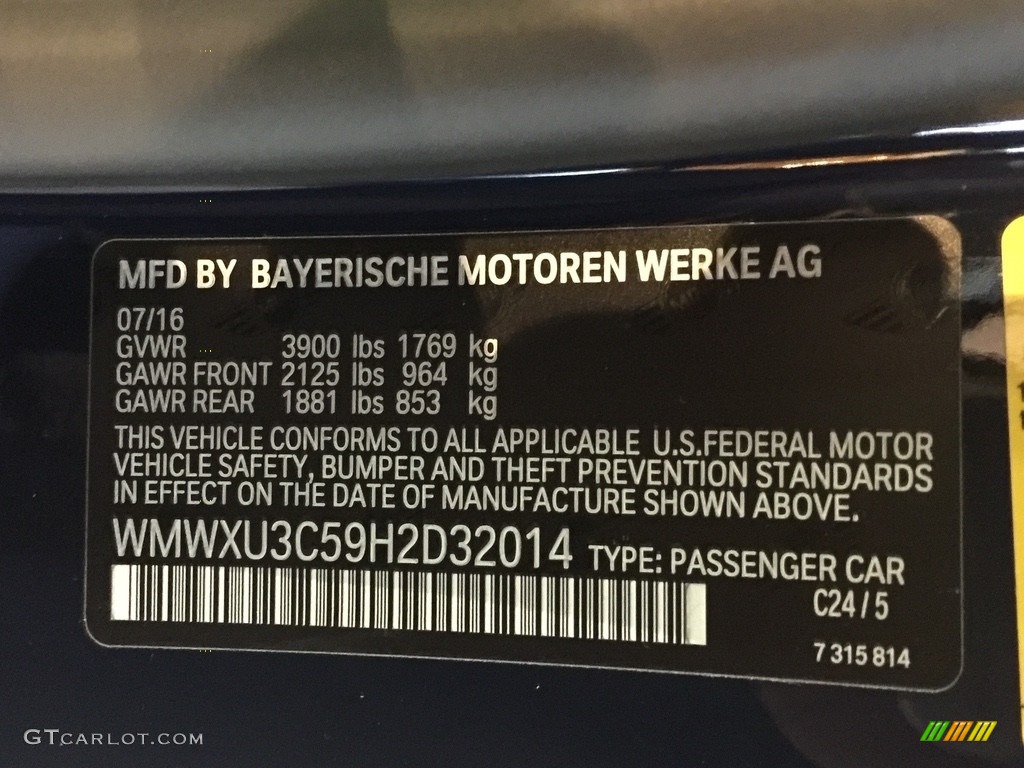 MFD BY BAYERISCHE MOTOREN WERKE AG
07/16
GVWR 3900 lbs 1769 kg
GAWR FRONT 2125 lbs 964 kg
GAWR REAR 1881 lbs 853 kg
THIS VEHICLE CONFORMS TO ALL APPLICABLE U.S.FEDERAL MOTOR
VEHICLE SAFETY, BUMPER AND THEFT PREVENTION STANDARDS
IN EFFECT ON THE DATE OF MANUFACTURE SHOWN ABOVE.
WMWXU3C59H2D32014 TYPE: PASSENGER CAR
C24/5
7 315 814
GTCARLOT.COM